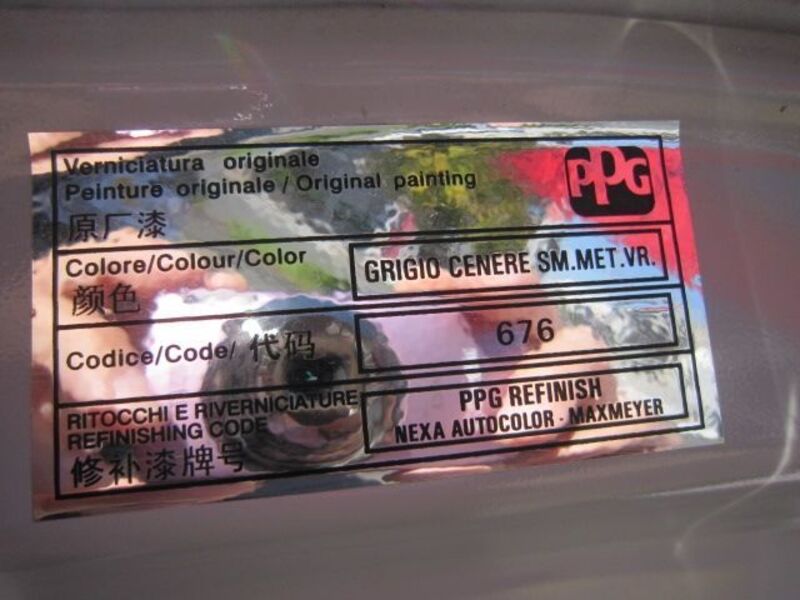 Verniciatura originale
Peinture originale / Original painting
原厂漆
PPG
Colore/Colour/Color
颜色
GRIGIO CENERE SM.MET.VR.
Codice/Code/ 代码
676
RITOCCHI E RIVERNICIATURE
REFINISHING CODE
修补漆牌号
PPG REFINISH
NEXA AUTOCOLOR - MAXMEYER